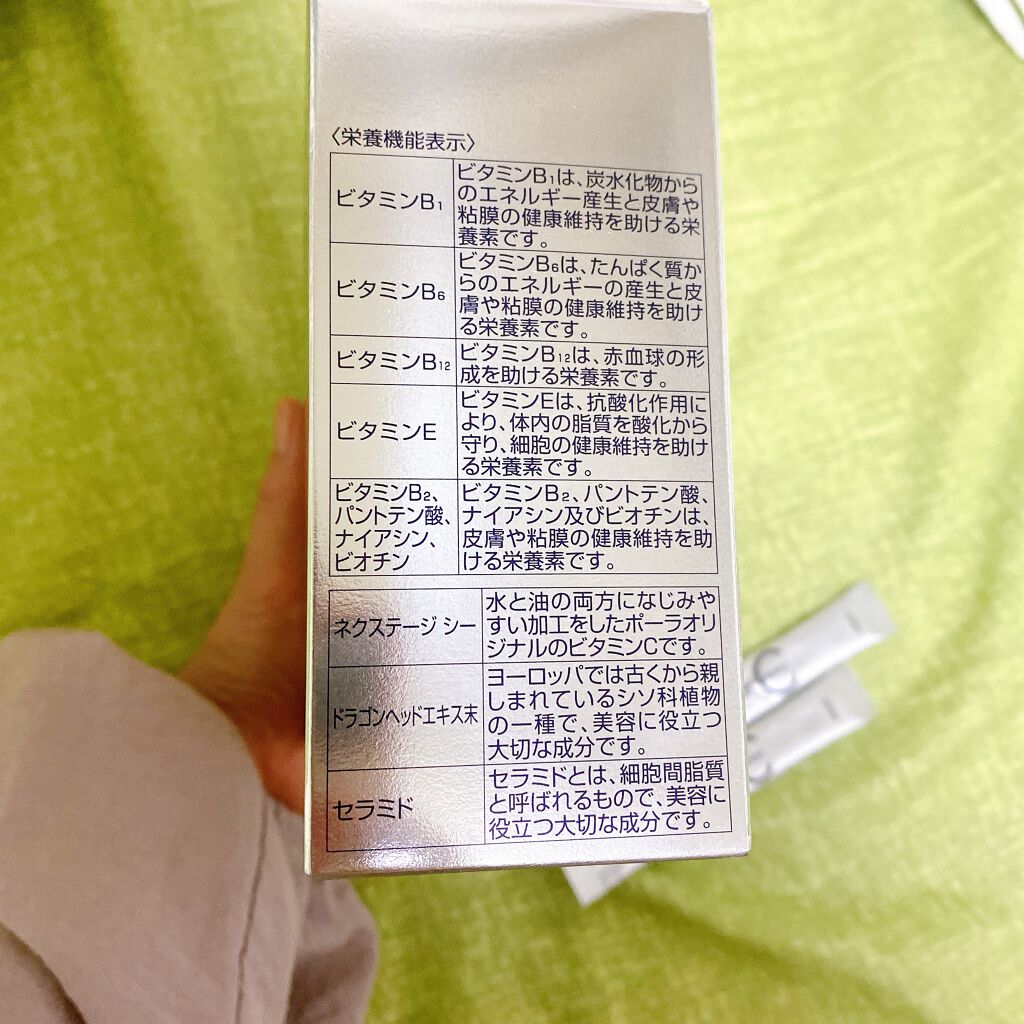 〈栄養機能表示〉
ビタミンB₁
ビタミンB₁は、炭水化物から
のエネルギー産生と皮膚や
粘膜の健康維持を助ける栄
養素です。
ビタミンB₆
ビタミンB₆は、たんぱく質か
らのエネルギーの産生と皮
膚や粘膜の健康維持を助け
る栄養素です。
ビタミンB₁₂
ビタミンB₁₂は、赤血球の形
成を助ける栄養素です。
ビタミンE
ビタミンEは、抗酸化作用に
より、体内の脂質を酸化から
守り、細胞の健康維持を助け
る栄養素です。
ビタミンB₂、
パントテン酸、
ナイアシン、
ビオチン
ビタミンB₂、パントテン酸、
ナイアシン及びビオチンは、
皮膚や粘膜の健康維持を助
ける栄養素です。
ネクステージ シー
水と油の両方になじみや
すい加工をしたポーラオリ
ジナルのビタミンCです。
ドラゴンヘッドエキス末
ヨーロッパでは古くから親
しまれているシソ科植物
の一種で、美容に役立つ
大切な成分です。
セラミド
セラミドとは、細胞間脂質
と呼ばれるもので、美容に
役立つ大切な成分です。
C